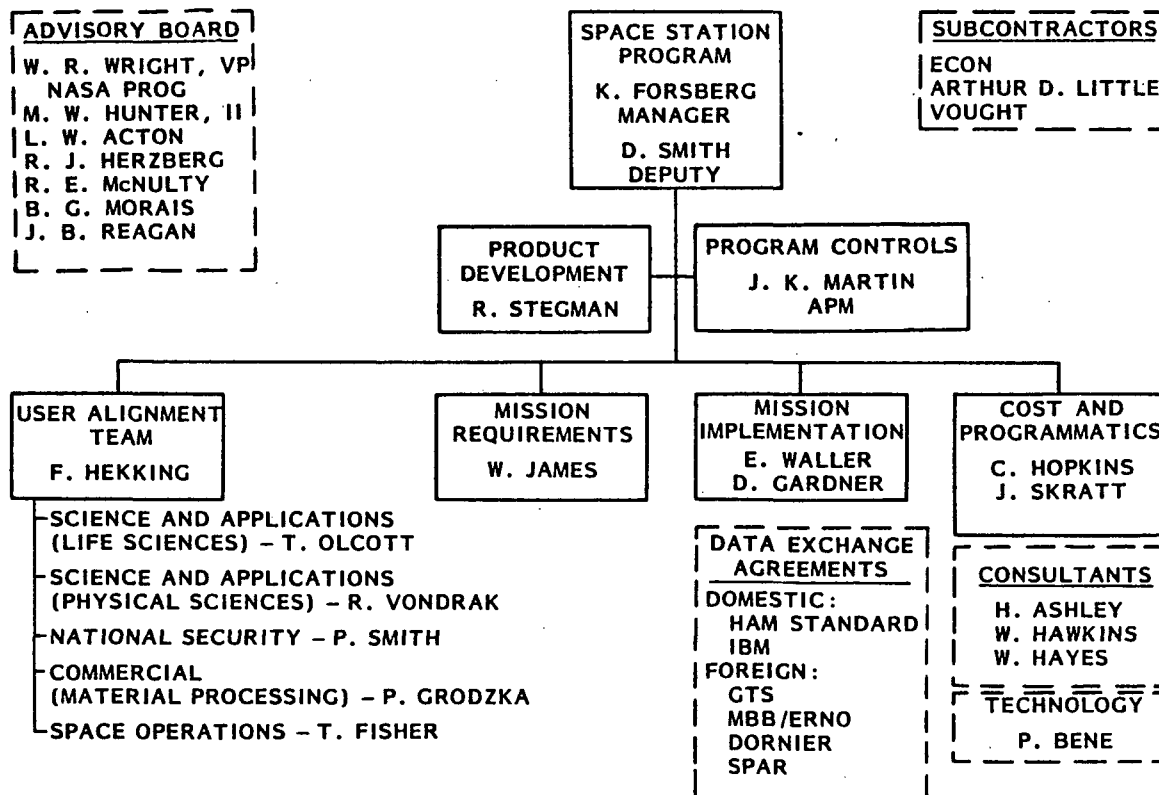 ADVISORY BOARD
W. R. WRIGHT, VP
NASA PROG
M. W. HUNTER, II
L. W. ACTON
R. J. HERZBERG
R. E. McNULTY
B. G. MORAIS
J. B. REAGAN
SPACE STATION
PROGRAM
K. FORSBERG
MANAGER
D. SMITH
DEPUTY
SUBCONTRACTORS
ECON
ARTHUR D. LITTLE
VOUGHT
PRODUCT
DEVELOPMENT
R. STEGMAN
PROGRAM CONTROLS
J. K. MARTIN
APM
USER ALIGNMENT
TEAM
F. HEKKING
MISSION
REQUIREMENTS
W. JAMES
MISSION
IMPLEMENTATION
E. WALLER
D. GARDNER
COST AND
PROGRAMMATICS
C. HOPKINS
J. SKRATT
SCIENCE AND APPLICATIONS
(LIFE SCIENCES) – T. OLCOTT
SCIENCE AND APPLICATIONS
(PHYSICAL SCIENCES) – R. VONDRAK
NATIONAL SECURITY – P. SMITH
COMMERCIAL
(MATERIAL PROCESSING) – P. GRODZKA
SPACE OPERATIONS – T. FISHER
DATA EXCHANGE
AGREEMENTS
DOMESTIC:
HAM STANDARD
IBM
FOREIGN:
GTS
MBB/ERNO
DORNIER
SPAR
CONSULTANTS
H. ASHLEY
W. HAWKINS
W. HAYES
TECHNOLOGY
P. BENE